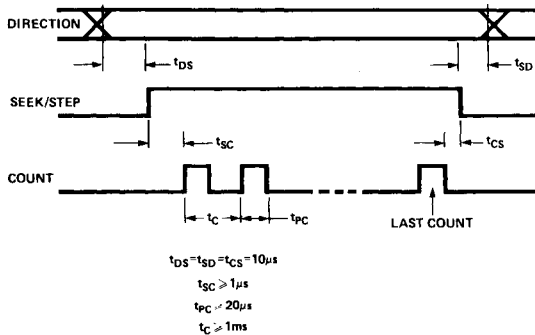 DIRECTION
tDS
tSD
SEEK/STEP
tSC
tCS
COUNT
tC
tPC
LAST COUNT
tDS=tSD=tCS=10μs
tSC ⩾ 1μs
tPC ⩾ 20μs
tC ⩾ 1ms